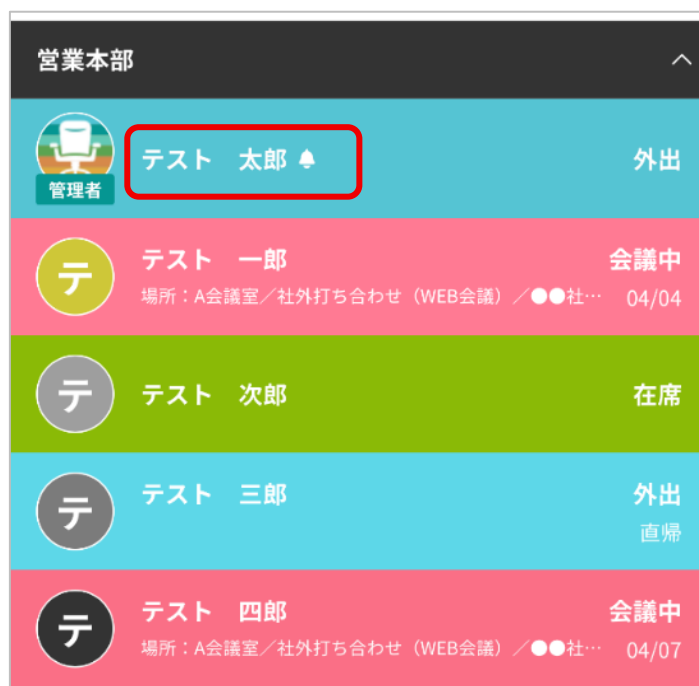 営業本部
管理者
テスト　太郎
外出
テ
テスト　一郎
会議中
場所：A会議室／社外打ち合わせ（WEB会議）／●●社…
04/04
テ
テスト　次郎
在席
テ
テスト　三郎
外出
直帰
テ
テスト　四郎
会議中
場所：A会議室／社外打ち合わせ（WEB会議）／●●社…
04/07